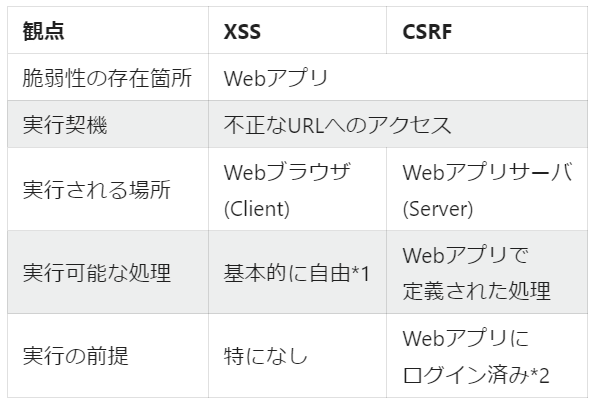 観点 XSS CSRF
脆弱性の存在箇所 Webアプリ
実行契機 不正なURLへのアクセス
実行される場所 Webブラウザ (Client) Webアプリサーバ (Server)
実行可能な処理 基本的に自由*1 Webアプリで 定義された処理
実行の前提 特になし Webアプリに ログイン済み*2